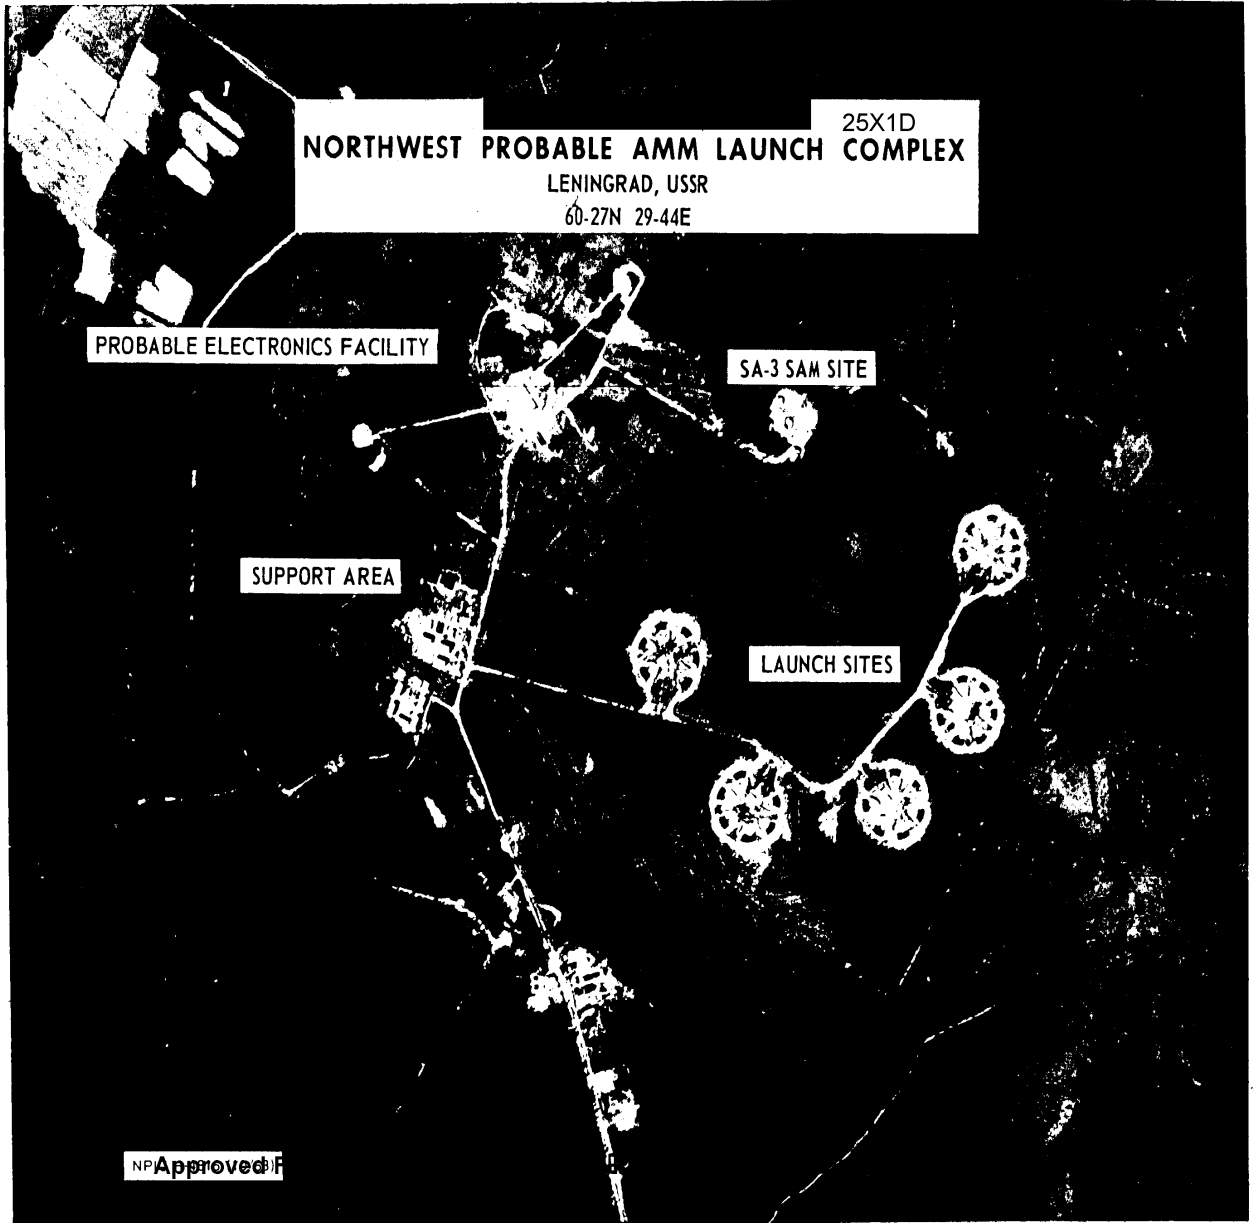 25X1D
NORTHWEST PROBABLE AMM LAUNCH COMPLEX
LENINGRAD, USSR
60-27N 29-44E
PROBABLE ELECTRONICS FACILITY
SA-3 SAM SITE
SUPPORT AREA
LAUNCH SITES
Approved F